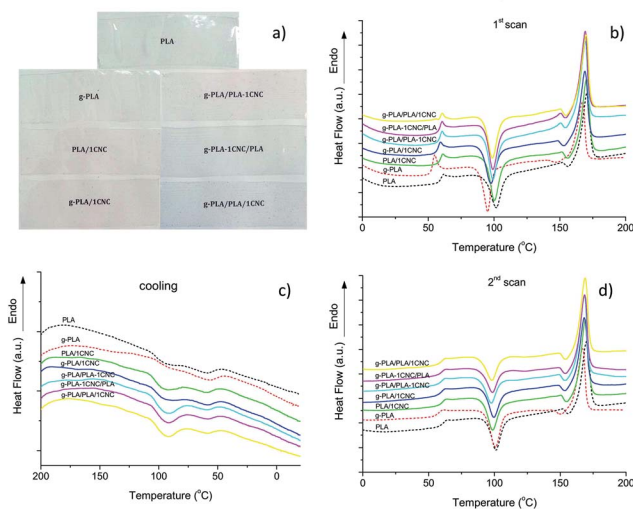 a)
PLA
g-PLA
g-PLA/PLA-1CNC
PLA/1CNC
g-PLA-1CNC/PLA
g-PLA/1CNC
g-PLA/PLA/1CNC
1st scan
b)
Endo
Heat Flow (a.u.)
g-PLA/PLA/1CNC
g-PLA-1CNC/PLA
g-PLA/PLA-1CNC
g-PLA/1CNC
PLA/1CNC
g-PLA
PLA
0 50 100 150 200
Temperature (°C)
cooling
c)
Endo
Heat Flow (a.u.)
PLA
g-PLA
PLA/1CNC
g-PLA/1CNC
g-PLA/PLA-1CNC
g-PLA-1CNC/PLA
g-PLA/PLA/1CNC
200 150 100 50 0
Temperature (°C)
2nd scan
d)
Endo
Heat Flow (a.u.)
g-PLA/PLA/1CNC
g-PLA-1CNC/PLA
g-PLA/PLA-1CNC
g-PLA/1CNC
PLA/1CNC
g-PLA
PLA
0 50 100 150 200
Temperature (°C)